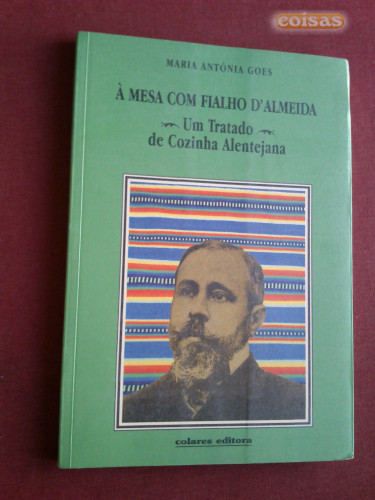 coisas
MARIA ANTÓNIA GOES
À MESA COM FIALHO D'ALMEIDA
Um Tratado
de Cozinha Alentejana
colares editora